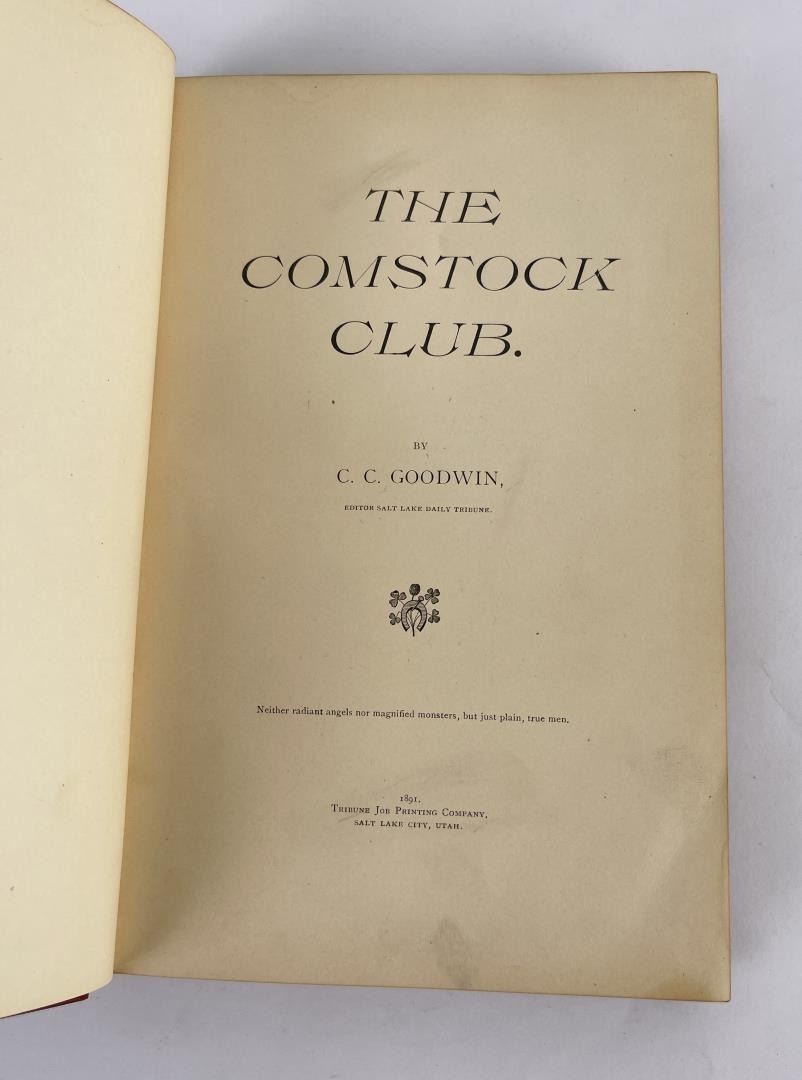 THE
COMSTOCK
CLUB.
BY
C. C. GOODWIN,
EDITOR SALT LAKE DAILY TRIBUNE.
Neither radiant angels nor magnified monsters, but just plain, true men.
1891.
TRIBUNE JOB PRINTING COMPANY,
SALT LAKE CITY, UTAH.